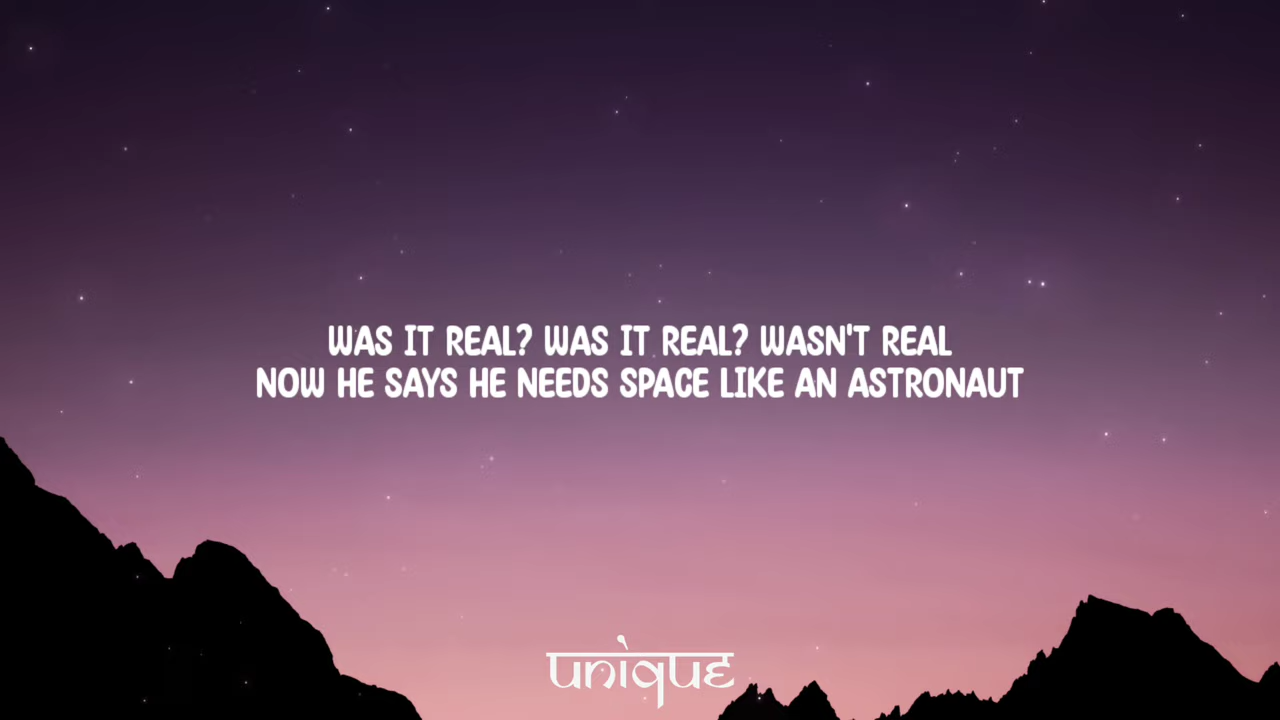 WAS IT REAL? WAS IT REAL? WASN'T REAL
NOW HE SAYS HE NEEDS SPACE LIKE AN ASTRONAUT
unique